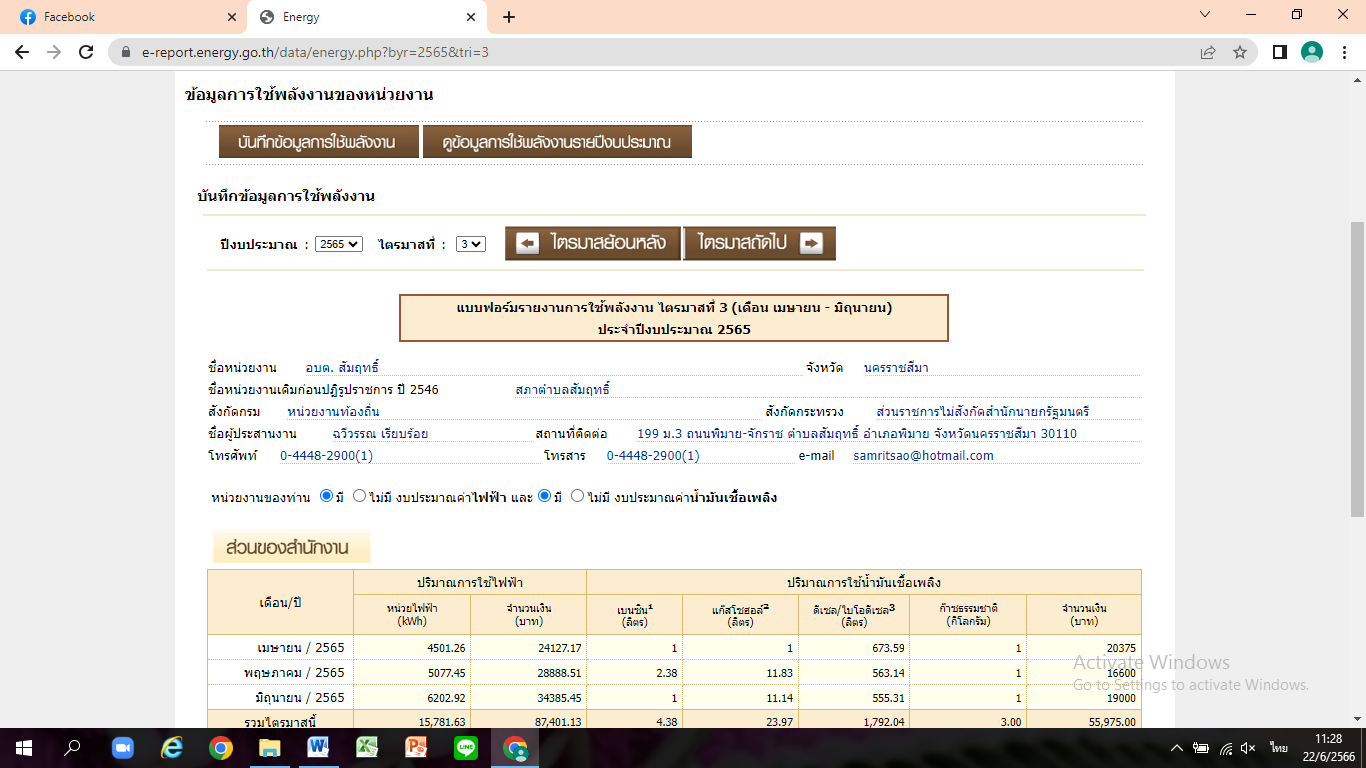 Facebook
Energy
e-report.energy.go.th/data/energy.php?byr=2565&tri=3
ข้อมูลการใช้พลังงานของหน่วยงาน
บันทึกข้อมูลการใช้พลังงาน ดูข้อมูลการใช้พลังงานรายปีงบประมาณ
บันทึกข้อมูลการใช้พลังงาน
ปีงบประมาณ : 2565 ไตรมาสที่ : 3 ไตรมาสย้อนหลัง ไตรมาสถัดไป
แบบฟอร์มรายงานการใช้พลังงาน ไตรมาสที่ 3 (เดือน เมษายน - มิถุนายน)
ประจำปีงบประมาณ 2565
ชื่อหน่วยงาน อบต. สัมฤทธิ์ จังหวัด นครราชสีมา
ชื่อหน่วยงานเดิมก่อนปฏิรูปราชการ ปี 2546 สภาตำบลสัมฤทธิ์
สังกัดกรม หน่วยงานท้องถิ่น สังกัดกระทรวง ส่วนราชการไม่สังกัดสำนักนายกรัฐมนตรี
ชื่อผู้ประสานงาน ฉวีวรรณ เรียบร้อย สถานที่ติดต่อ 199 ม.3 ถนนพิมาย-จักราช ตำบลสัมฤทธิ์ อำเภอพิมาย จังหวัดนครราชสีมา 30110
โทรศัพท์ 0-4448-2900(1) โทรสาร 0-4448-2900(1) e-mail samritsao@hotmail.com
หน่วยงานของท่าน มี ไม่มี งบประมาณค่าไฟฟ้า และ มี ไม่มี งบประมาณค่าน้ำมันเชื้อเพลิง
ส่วนของสำนักงาน
เดือน/ปี ปริมาณการใช้ไฟฟ้า ปริมาณการใช้น้ำมันเชื้อเพลิง
หน่วยไฟฟ้า (kWh) จำนวนเงิน (บาท) เบนซิน1 (ลิตร) แก๊สโซฮอล์2 (ลิตร) ดีเซล/ไบโอดีเซล3 (ลิตร) ก๊าซธรรมชาติ (กิโลกรัม) จำนวนเงิน (บาท)
เมษายน / 2565 4501.26 24127.17 1 1 673.59 1 20375
พฤษภาคม / 2565 5077.45 28888.51 2.38 11.83 563.14 1 16600
มิถุนายน / 2565 6202.92 34385.45 1 11.14 555.31 1 19000
รวมไตรมาสนี้ 15,781.63 87,401.13 4.38 23.97 1,792.04 3.00 55,975.00
Activate Windows
Go to Settings to activate Windows.
ไทย
11:28
22/6/2566